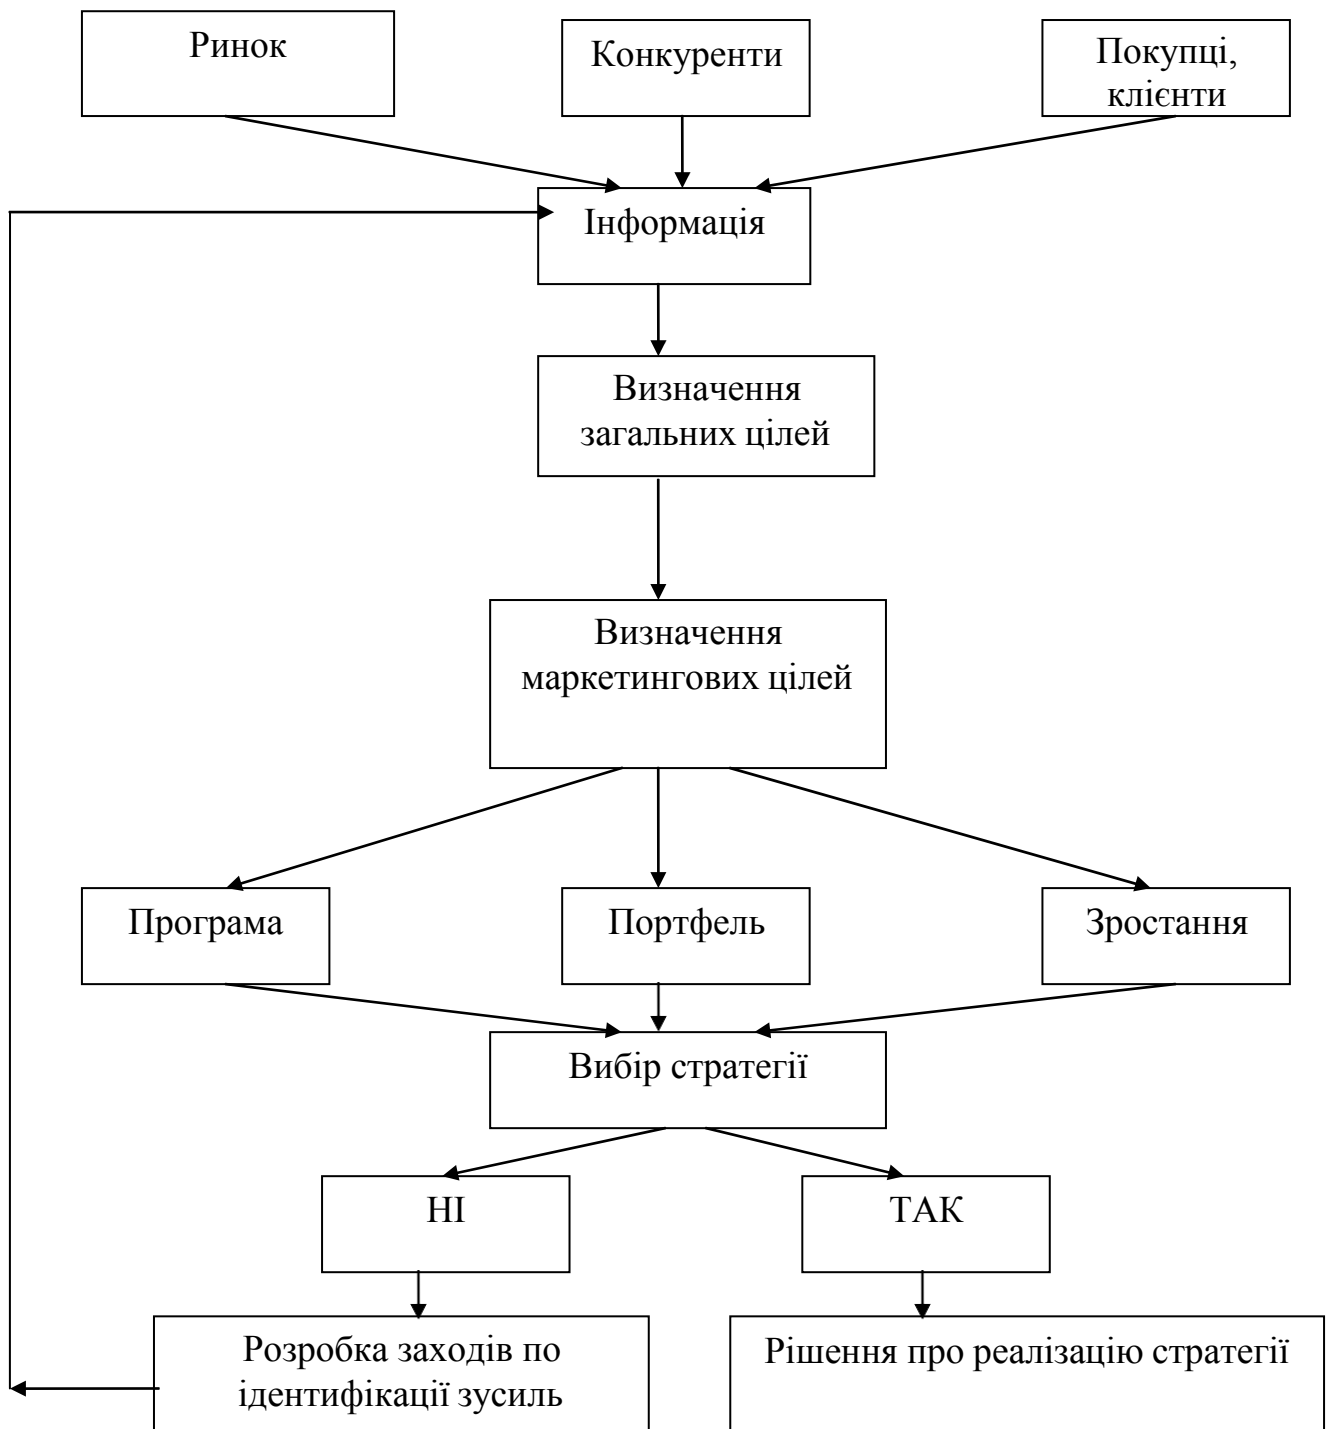 Ринок
Конкуренти
Покупці,
клієнти
Інформація
Визначення
загальних цілей
Визначення
маркетингових цілей
Програма
Портфель
Зростання
Вибір стратегії
НІ
ТАК
Розробка заходів по
ідентифікації зусиль
Рішення про реалізацію стратегії